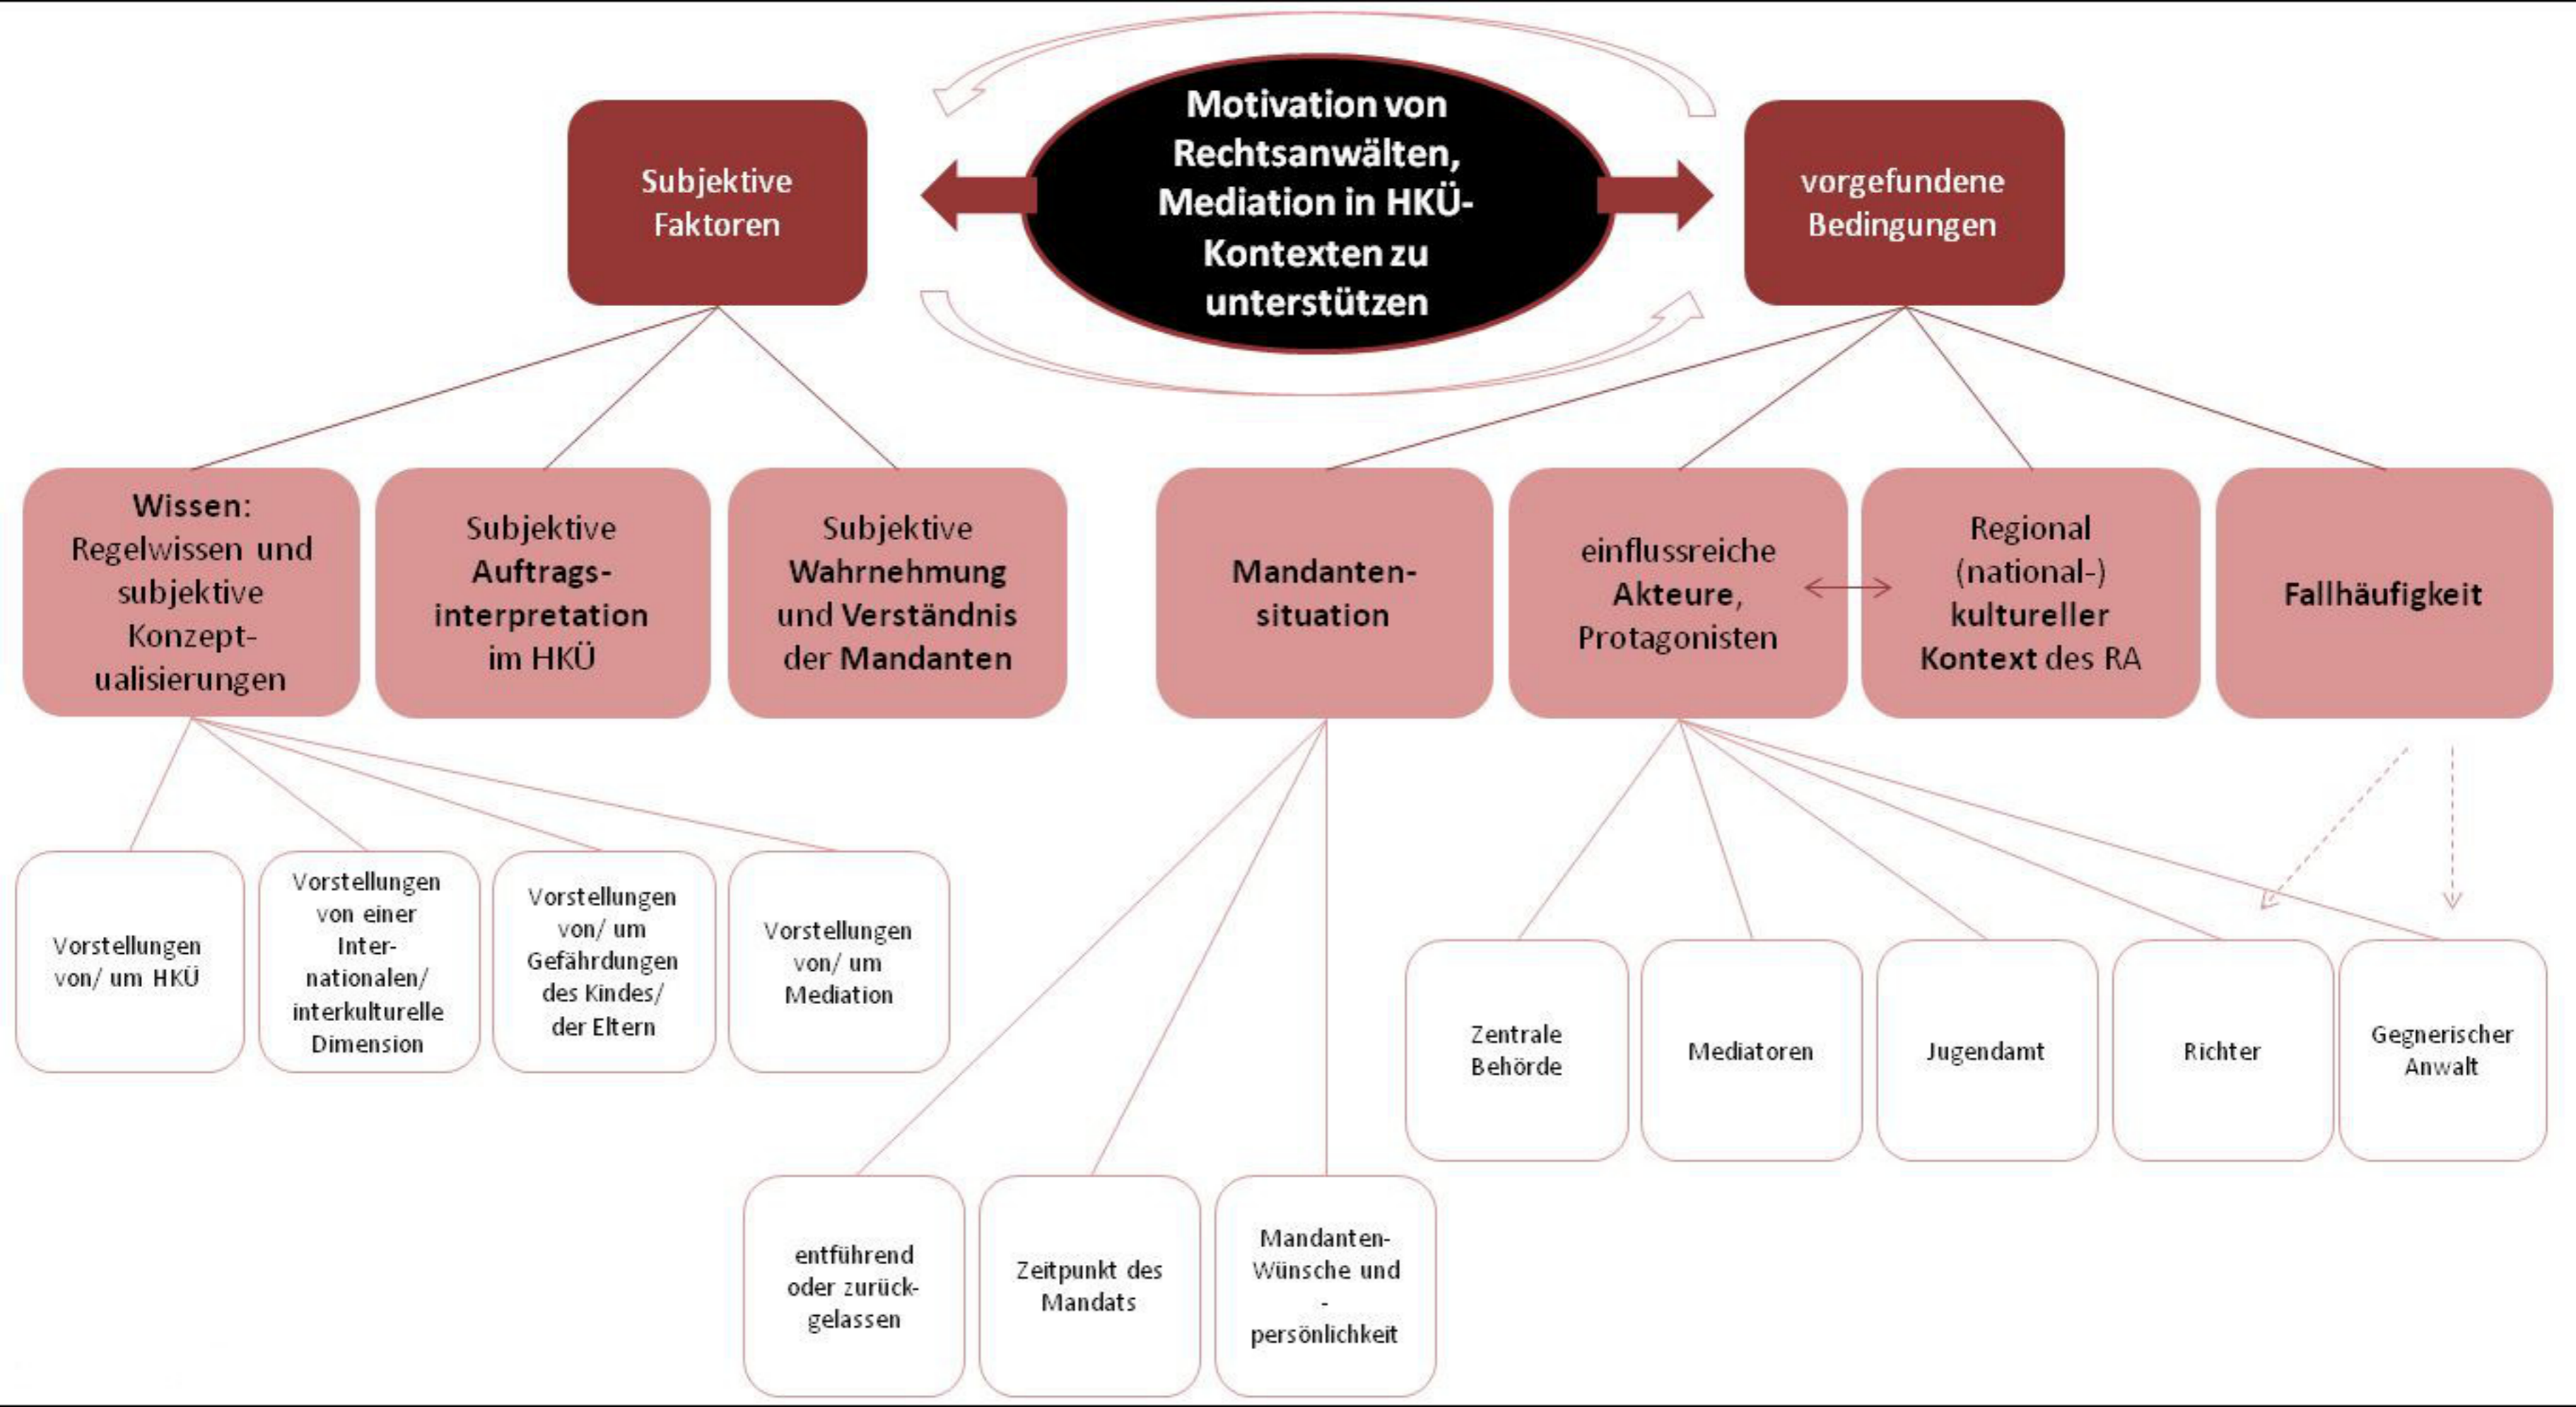 Motivation von
Rechtsanwälten,
Mediation in HKÜ-
Kontexten zu
unterstützen
Subjektive
Faktoren
vorgefundene
Bedingungen
Wissen:
Regelwissen und
subjektive
Konzept-
ualisierungen
Subjektive
Auftrags-
interpretation
im HKÜ
Subjektive
Wahrnehmung
und Verständnis
der Mandanten
Mandanten-
situation
einflussreiche
Akteure,
Protagonisten
Regional
(national-)
kultureller
Kontext des RA
Fallhäufigkeit
Vorstellungen
von/ um HKÜ
Vorstellungen
von einer
Inter-
nationalen/
interkulturelle
Dimension
Vorstellungen
von/ um
Gefährdungen
des Kindes/
der Eltern
Vorstellungen
von/ um
Mediation
entführend
oder zurück-
gelassen
Zeitpunkt des
Mandats
Mandanten-
Wünsche und
-
persönlichkeit
Zentrale
Behörde
Mediatoren
Jugendamt
Richter
Gegnerischer
Anwalt